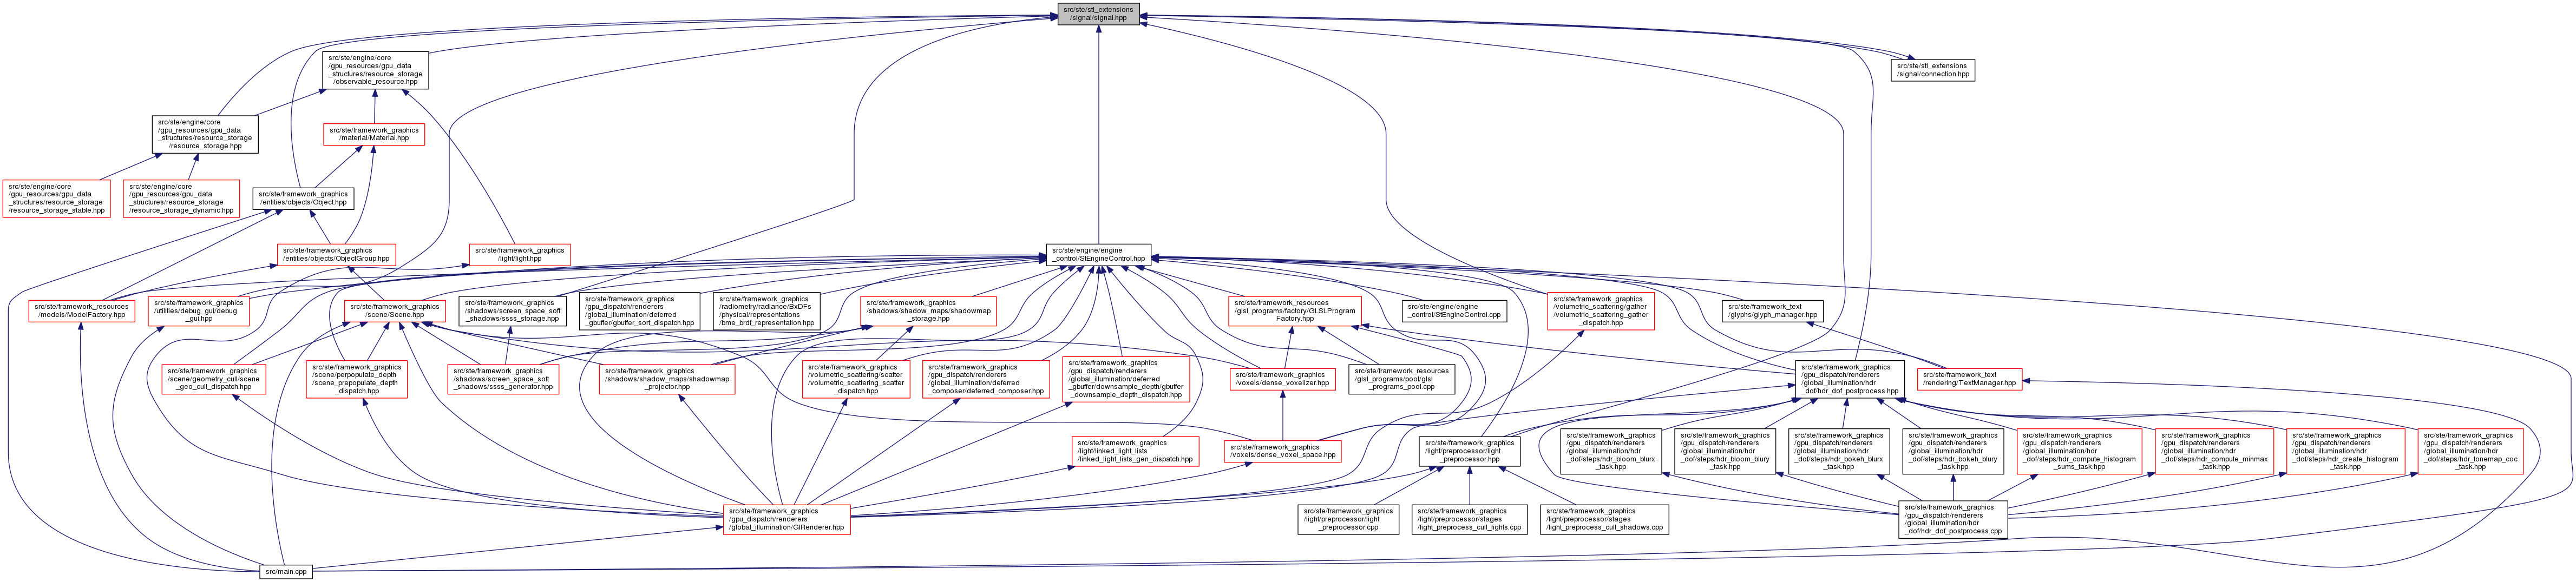 src/ste/stl_extensions
/signal/signal.hpp
src/ste/engine/core
/gpu_resources/gpu_data
_structures/resource_storage
/observable_resource.hpp
src/ste/stl_extensions
/signal/connection.hpp
src/ste/engine/core
/gpu_resources/gpu_data
_structures/resource_storage
/resource_storage.hpp
src/ste/framework_graphics
/material/Material.hpp
src/ste/engine/core
/gpu_resources/gpu_data
_structures/resource_storage
/resource_storage_stable.hpp
src/ste/engine/core
/gpu_resources/gpu_data
_structures/resource_storage
/resource_storage_dynamic.hpp
src/ste/framework_graphics
/entities/objects/Object.hpp
src/ste/framework_graphics
/entities/objects/ObjectGroup.hpp
src/ste/framework_graphics
/light/light.hpp
src/ste/engine/engine
_control/StEngineControl.hpp
src/ste/framework_resources
/models/ModelFactory.hpp
src/ste/framework_graphics
/utilities/debug_gui/debug
_gui.hpp
src/ste/framework_graphics
/scene/Scene.hpp
src/ste/framework_graphics
/shadows/screen_space_soft
_shadows/ssss_storage.hpp
src/ste/framework_graphics
/gpu_dispatch/renderers
/global_illumination/deferred
_gbuffer/gbuffer_sort_dispatch.hpp
src/ste/framework_graphics
/radiometry/radiance/BxDFs
/physical/representations
/bme_brdf_representation.hpp
src/ste/framework_graphics
/shadows/shadow_maps/shadowmap
_storage.hpp
src/ste/framework_resources
/glsl_programs/factory/GLSLProgram
Factory.hpp
src/ste/engine/engine
_control/StEngineControl.cpp
src/ste/framework_graphics
/volumetric_scattering/gather
/volumetric_scattering_gather
_dispatch.hpp
src/ste/framework_text
/glyphs/glyph_manager.hpp
src/ste/framework_graphics
/scene/geometry_cull/scene
_geo_cull_dispatch.hpp
src/ste/framework_graphics
/scene/perpopulate_depth
/scene_prepopulate_depth
_dispatch.hpp
src/ste/framework_graphics
/shadows/screen_space_soft
_shadows/ssss_generator.hpp
src/ste/framework_graphics
/shadows/shadow_maps/shadowmap
_projector.hpp
src/ste/framework_graphics
/volumetric_scattering/scatter
/volumetric_scattering_scatter
_dispatch.hpp
src/ste/framework_graphics
/gpu_dispatch/renderers
/global_illumination/deferred
_composer/deferred_composer.hpp
src/ste/framework_graphics
/gpu_dispatch/renderers
/global_illumination/deferred
_gbuffer/downsample_depth/gbuffer
_downsample_depth_dispatch.hpp
src/ste/framework_graphics
/voxels/dense_voxelizer.hpp
src/ste/framework_resources
/glsl_programs/pool/glsl
_programs_pool.cpp
src/ste/framework_graphics
/gpu_dispatch/renderers
/global_illumination/hdr
_dof/hdr_dof_postprocess.hpp
src/ste/framework_text
/rendering/TextManager.hpp
src/ste/framework_graphics
/light/linked_light_lists
/linked_light_lists_gen_dispatch.hpp
src/ste/framework_graphics
/voxels/dense_voxel_space.hpp
src/ste/framework_graphics
/light/preprocessor/light
_preprocessor.hpp
src/ste/framework_graphics
/gpu_dispatch/renderers
/global_illumination/hdr
_dof/steps/hdr_bloom_blurx
_task.hpp
src/ste/framework_graphics
/gpu_dispatch/renderers
/global_illumination/hdr
_dof/steps/hdr_bloom_blury
_task.hpp
src/ste/framework_graphics
/gpu_dispatch/renderers
/global_illumination/hdr
_dof/steps/hdr_bokeh_blurx
_task.hpp
src/ste/framework_graphics
/gpu_dispatch/renderers
/global_illumination/hdr
_dof/steps/hdr_bokeh_blury
_task.hpp
src/ste/framework_graphics
/gpu_dispatch/renderers
/global_illumination/hdr
_dof/steps/hdr_compute_histogram
_sums_task.hpp
src/ste/framework_graphics
/gpu_dispatch/renderers
/global_illumination/hdr
_dof/steps/hdr_compute_minmax
_task.hpp
src/ste/framework_graphics
/gpu_dispatch/renderers
/global_illumination/hdr
_dof/steps/hdr_create_histogram
_task.hpp
src/ste/framework_graphics
/gpu_dispatch/renderers
/global_illumination/hdr
_dof/steps/hdr_tonemap_coc
_task.hpp
src/ste/framework_graphics
/gpu_dispatch/renderers
/global_illumination/GIRenderer.hpp
src/ste/framework_graphics
/light/preprocessor/light
_preprocessor.cpp
src/ste/framework_graphics
/light/preprocessor/stages
/light_preprocess_cull_lights.cpp
src/ste/framework_graphics
/light/preprocessor/stages
/light_preprocess_cull_shadows.cpp
src/ste/framework_graphics
/gpu_dispatch/renderers
/global_illumination/hdr
_dof/hdr_dof_postprocess.cpp
src/main.cpp